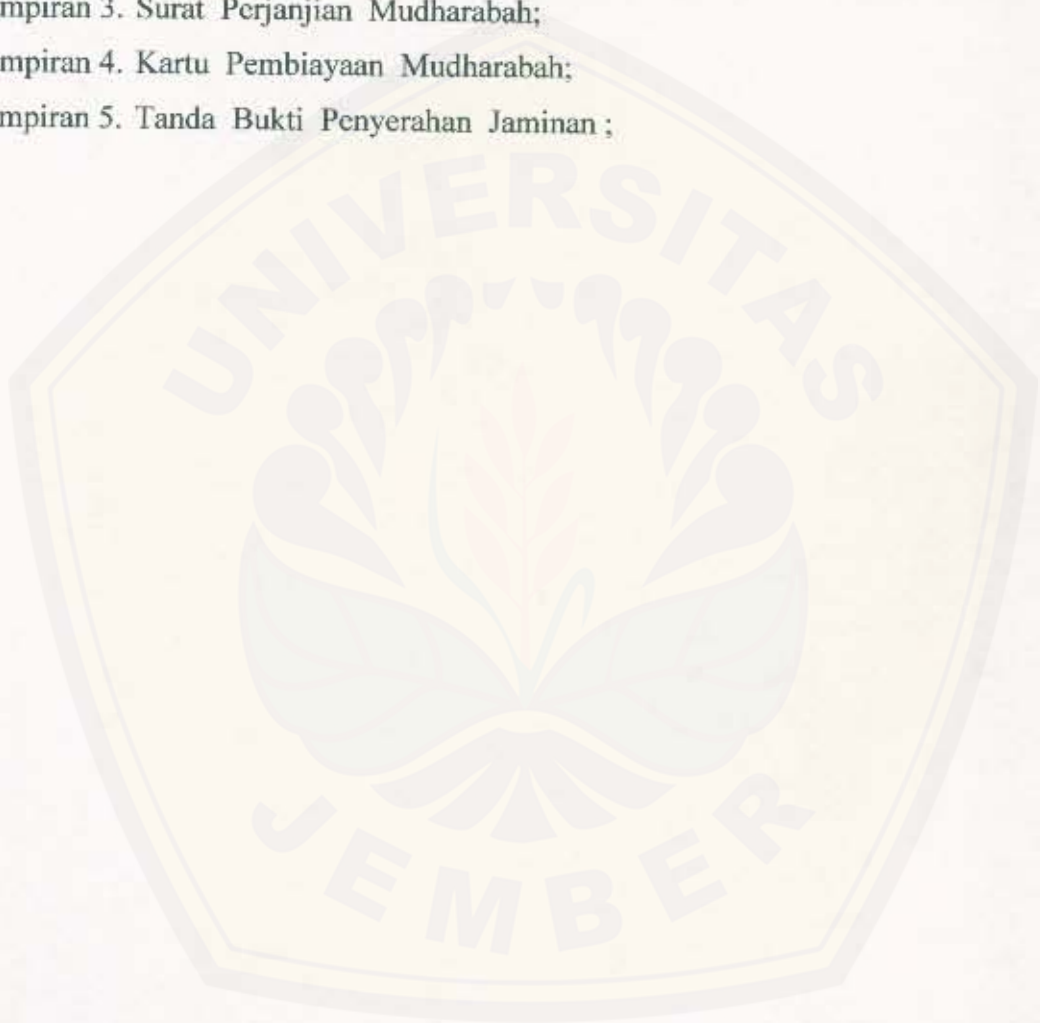 mpiran 3. Surat Perjanjian Mudharabah;
mpiran 4. Kartu Pembiayaan Mudharabah;
mpiran 5. Tanda Bukti Penyerahan Jaminan ;
UNIVERSITAS
JEMBER